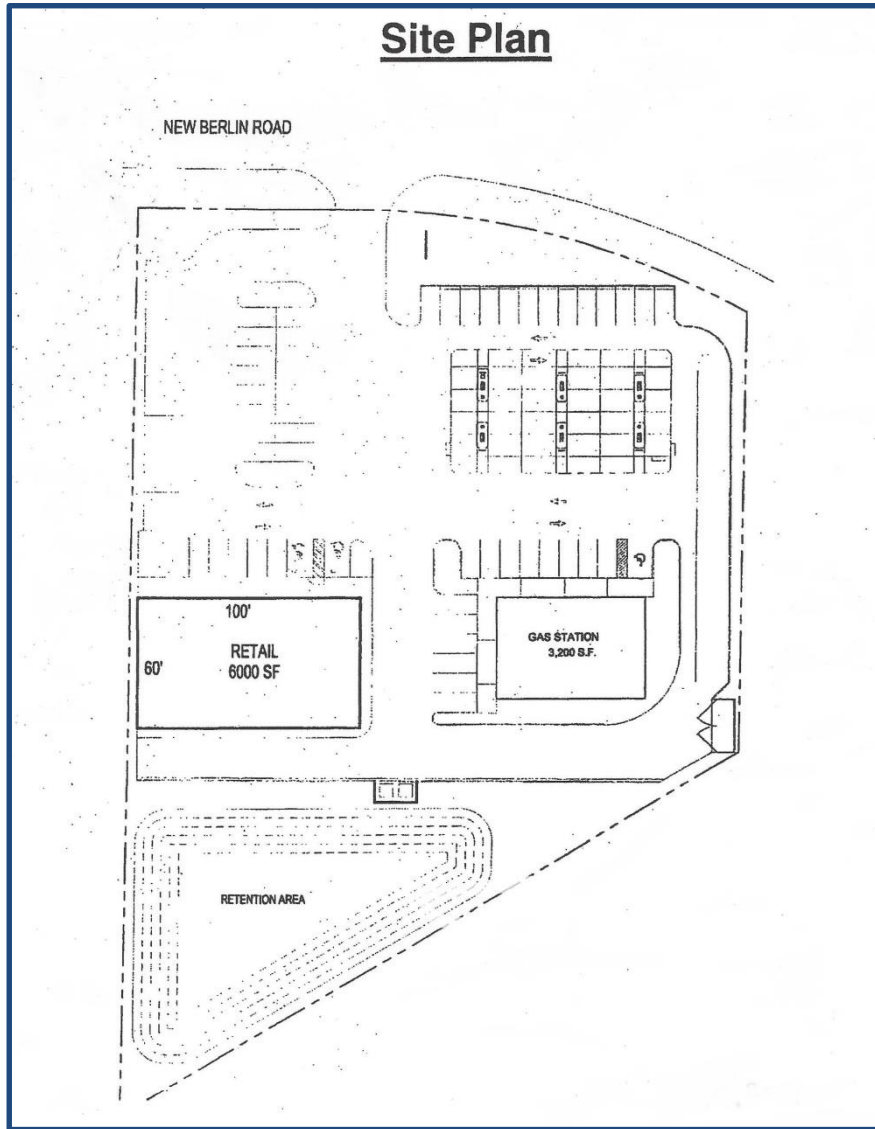 Site Plan
NEW BERLIN ROAD
100'
RETAIL
60'
6000 SF
GAS STATION
3,200 S.F.
RETENTION AREA